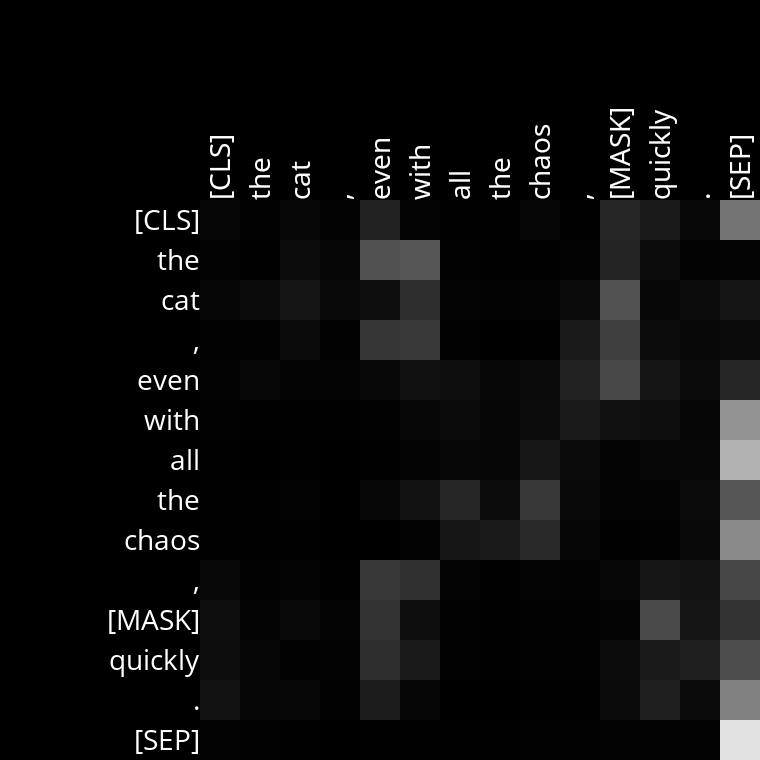 [CLS] the cat , even with all the chaos , [MASK] quickly . [SEP]
[CLS]
the
cat
,
even
with
all
the
chaos
,
[MASK]
quickly
.
[SEP]